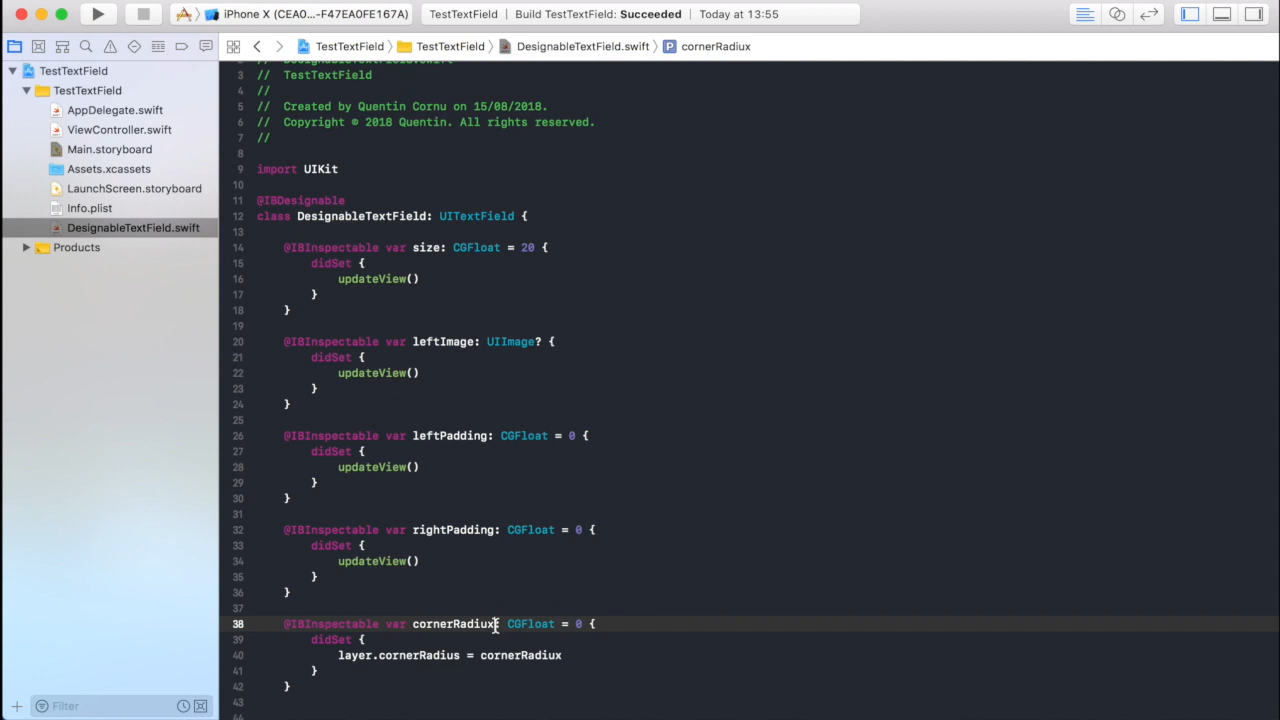 iPhone X (CEA0...-F47EA0FE167A)
TestTextField
Build TestTextField: Succeeded
Today at 13:55
TestTextField
TestTextField
DesignableTextField.swift
P
cornerRadiux
TestTextField
TestTextField
AppDelegate.swift
ViewController.swift
Main.storyboard
Assets.xcassets
LaunchScreen.storyboard
Info.plist
DesignableTextField.swift
Products
Filter
2 // DesignableTextField.swift
3 // TestTextField
4 //
5 // Created by Quentin Cornu on 15/08/2018.
6 // Copyright © 2018 Quentin. All rights reserved.
7 //
8
9 import UIKit
10
11 @IBDesignable
12 class DesignableTextField: UITextField {
13
14 @IBInspectable var size: CGFloat = 20 {
15 didSet {
16 updateView()
17 }
18 }
19
20 @IBInspectable var leftImage: UIImage? {
21 didSet {
22 updateView()
23 }
24 }
25
26 @IBInspectable var leftPadding: CGFloat = 0 {
27 didSet {
28 updateView()
29 }
30 }
31
32 @IBInspectable var rightPadding: CGFloat = 0 {
33 didSet {
34 updateView()
35 }
36 }
37
38 @IBInspectable var cornerRadiux: CGFloat = 0 {
39 didSet {
40 layer.cornerRadius = cornerRadiux
41 }
42 }
43
44